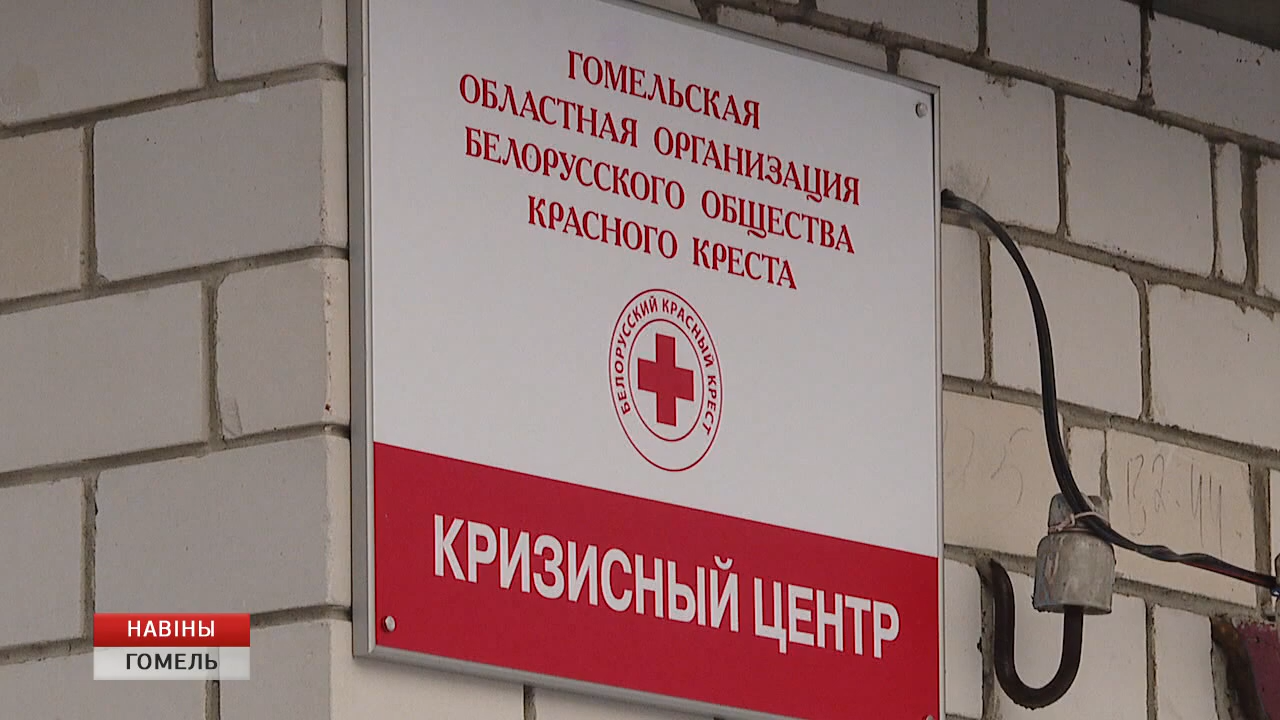 ГОМЕЛЬСКАЯ
ОБЛАСТНАЯ ОРГАНИЗАЦИЯ
БЕЛОРУССКОГО ОБЩЕСТВА
КРАСНОГО КРЕСТА
БЕЛОРУССКИЙ КРАСНЫЙ КРЕСТ
КРИЗИСНЫЙ ЦЕНТР
НАВІНЫ
ГОМЕЛЬ